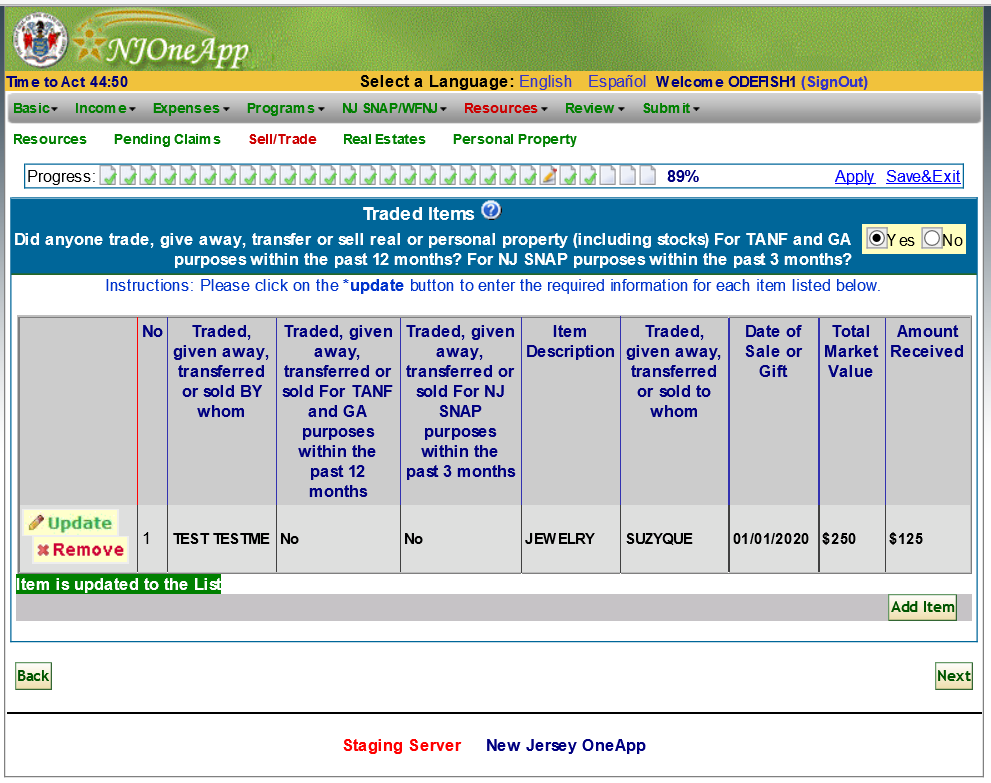 NJOneApp
Time to Act 44:50 Select a Language: English Español Welcome ODEFISH1 (SignOut)
Basic Income Expenses Programs NJ SNAP/WFNJ Resources Review Submit
Resources Pending Claims Sell/Trade Real Estates Personal Property
Progress: 89% Apply Save&Exit
Traded Items ?
Did anyone trade, give away, transfer or sell real or personal property (including stocks) For TANF and GA
purposes within the past 12 months? For NJ SNAP purposes within the past 3 months?
Yes No
Instructions: Please click on the *update button to enter the required information for each item listed below.
No Traded, Traded, given Traded, given Item Traded, Date of Total Amount
given away, away, away, Description given away, Sale or Market Received
transferred transferred or transferred or transferred Gift Value
or sold BY sold For TANF sold For NJ or sold to
whom and GA SNAP whom
purposes purposes
within the within the
past 12 past 3 months
months
Update
Remove
1 TEST TESTME No No JEWELRY SUZYQUE 01/01/2020 $250 $125
Item is updated to the List
Add Item
Back Next
Staging Server New Jersey OneApp